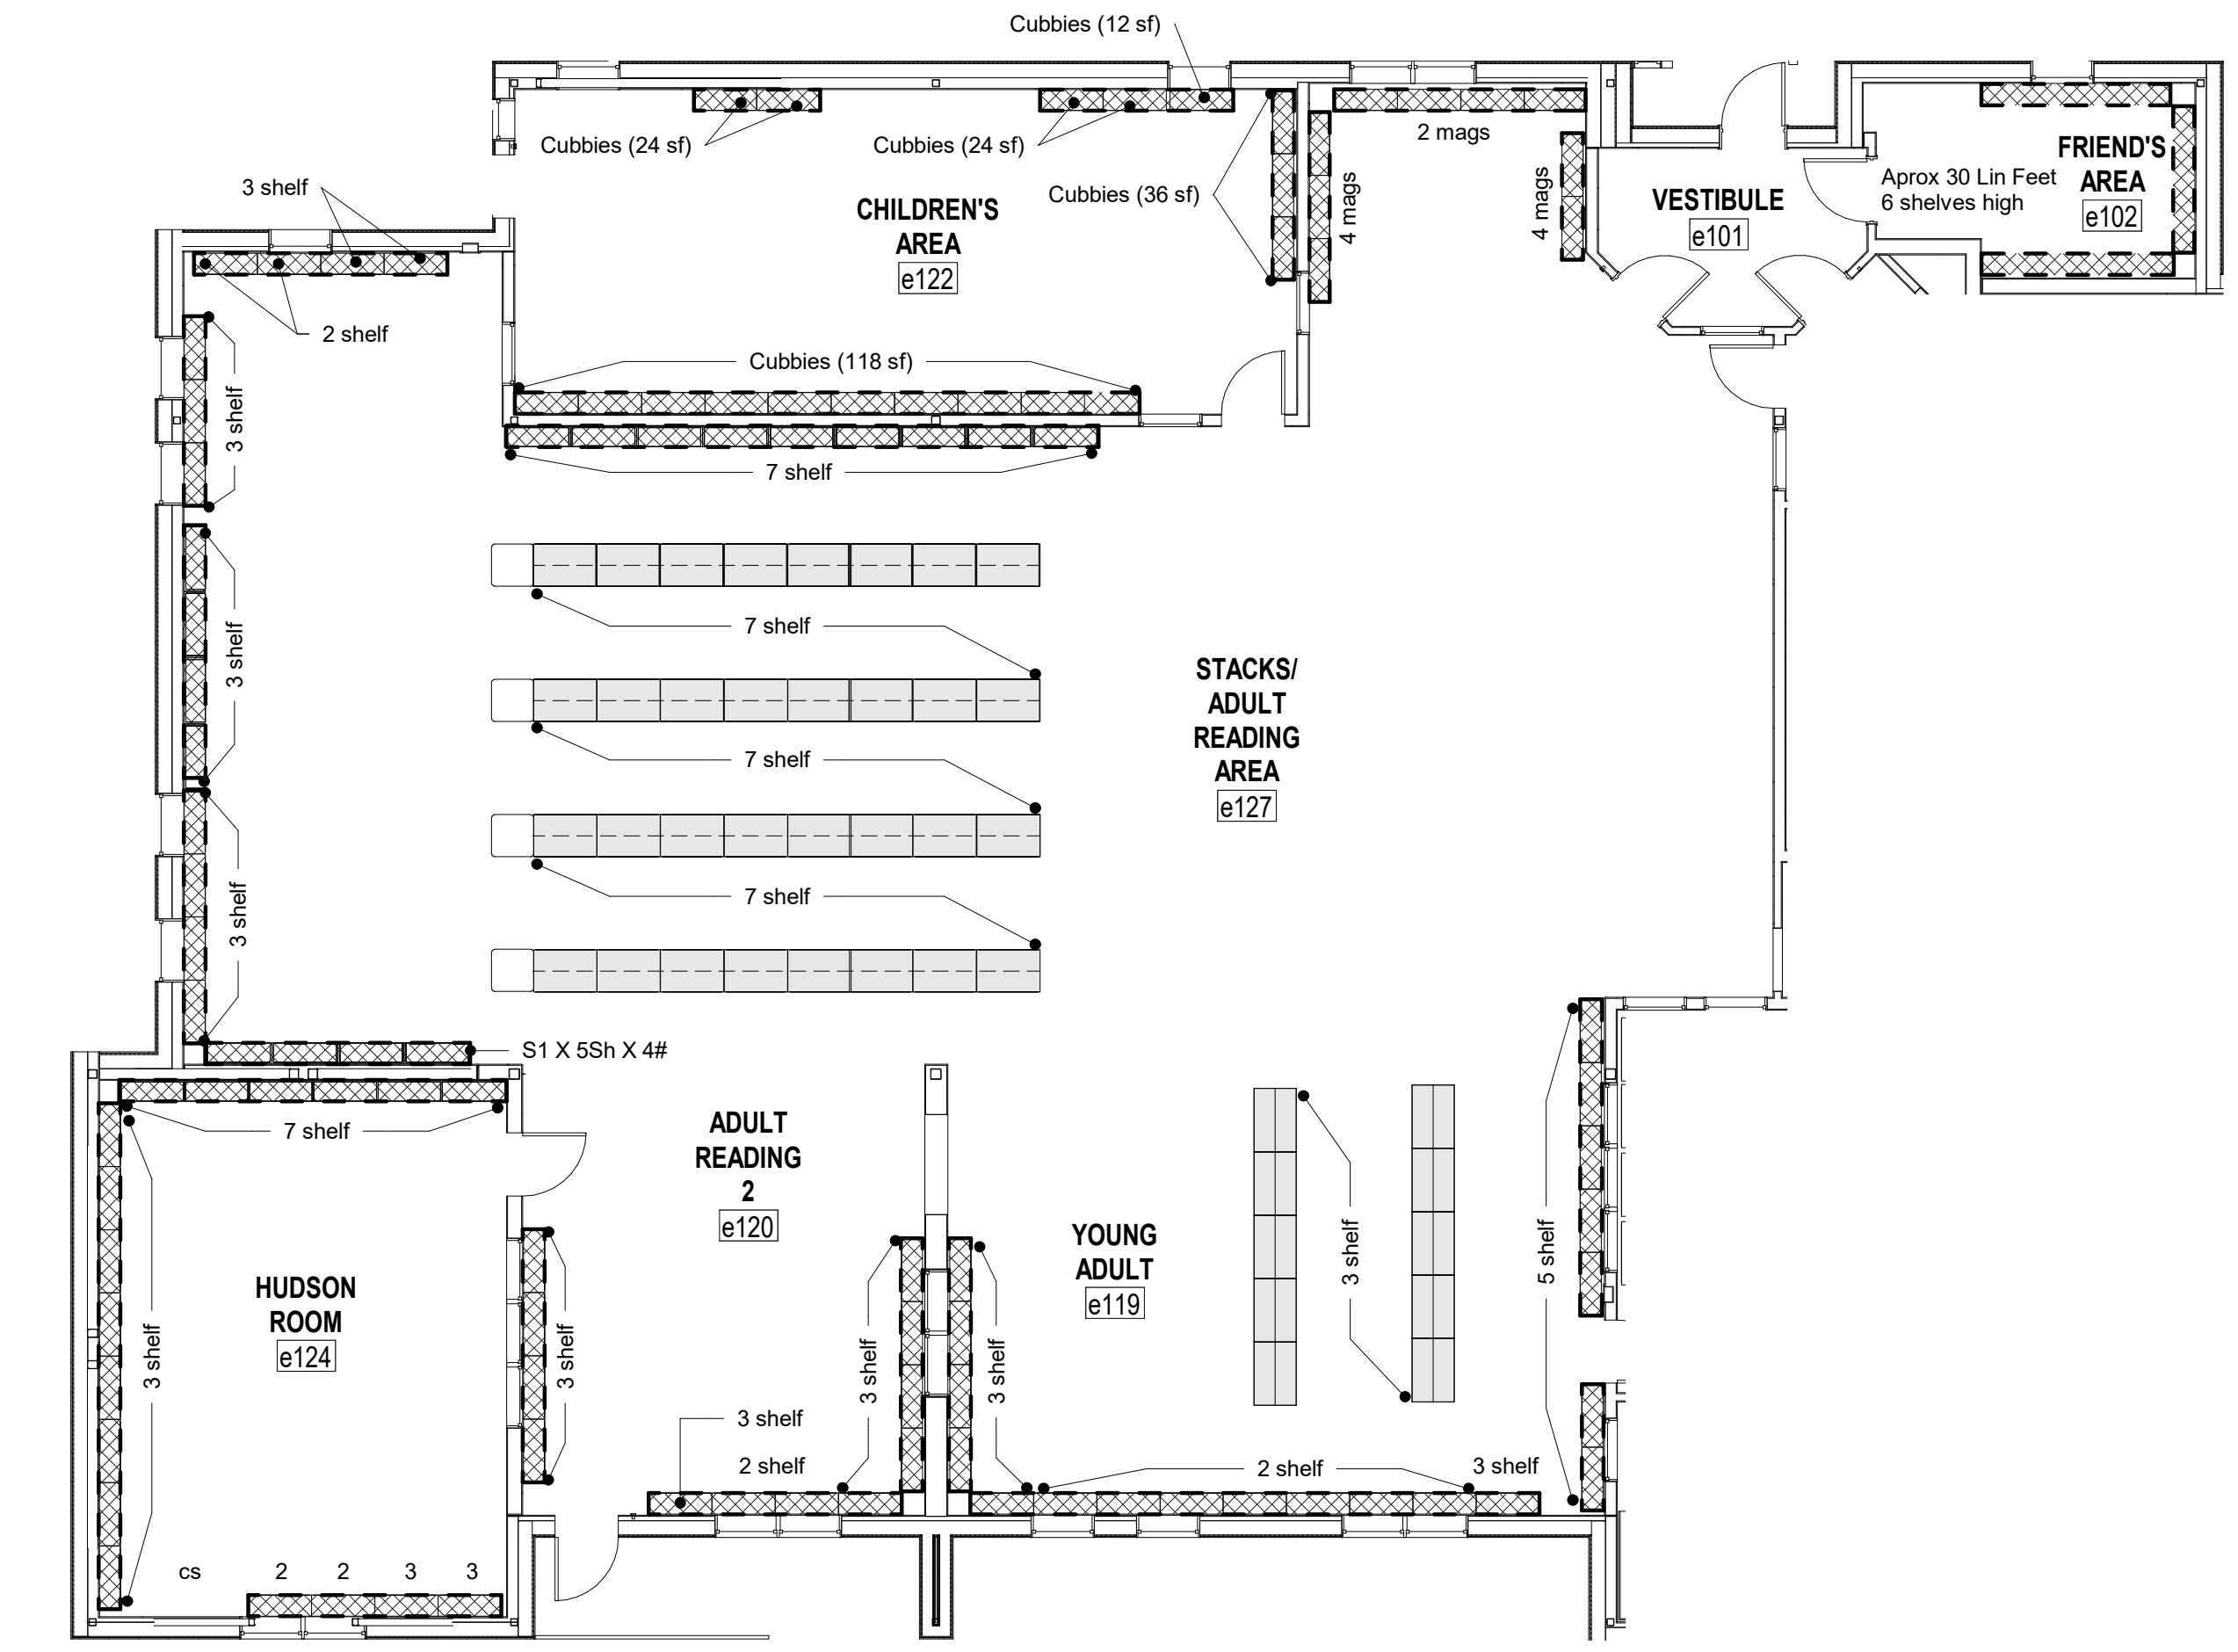 Cubbies (12 sf)
Cubbies (24 sf)
Cubbies (24 sf)
2 mags
3 shelf
Cubbies (36 sf)
4 mags
4 mags
CHILDREN'S
AREA
e122
VESTIBULE
e101
Aprox 30 Lin Feet
6 shelves high
FRIEND'S
AREA
e102
2 shelf
Cubbies (118 sf)
3 shelf
7 shelf
7 shelf
3 shelf
STACKS/
ADULT
READING
AREA
e127
7 shelf
7 shelf
3 shelf
7 shelf
S1 X 5Sh X 4#
7 shelf
ADULT
READING
2
e120
YOUNG
ADULT
e119
3 shelf
5 shelf
HUDSON
ROOM
e124
3 shelf
3 shelf
3 shelf
3 shelf
3 shelf
2 shelf
2 shelf
3 shelf
cs
2
2
3
3